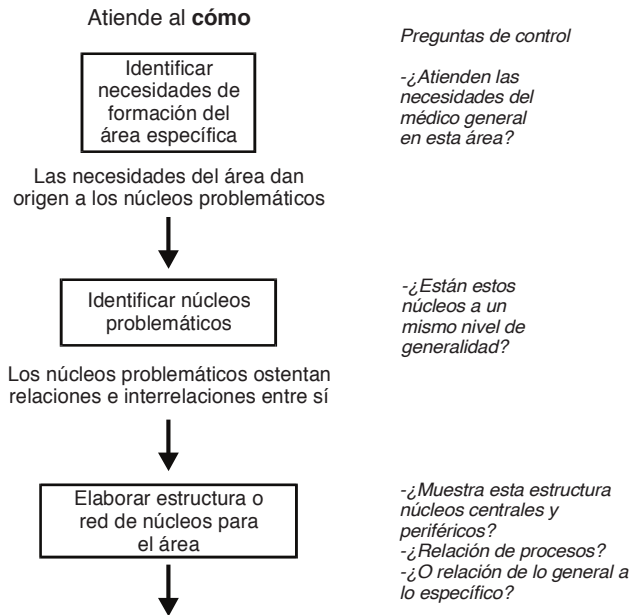 Atiende al cómo
Preguntas de control
Identificar
necesidades de
formación del
área específica
-¿Atienden las
necesidades del
médico general
en esta área?
Las necesidades del área dan
origen a los núcleos problemáticos
Identificar núcleos
problemáticos
-¿Están estos
núcleos a un
mismo nivel de
generalidad?
Los núcleos problemáticos ostentan
relaciones e interrelaciones entre sí
Elaborar estructura o
red de núcleos para
el área
-¿Muestra esta estructura
núcleos centrales y
periféricos?
-¿Relación de procesos?
-¿O relación de lo general a
lo específico?